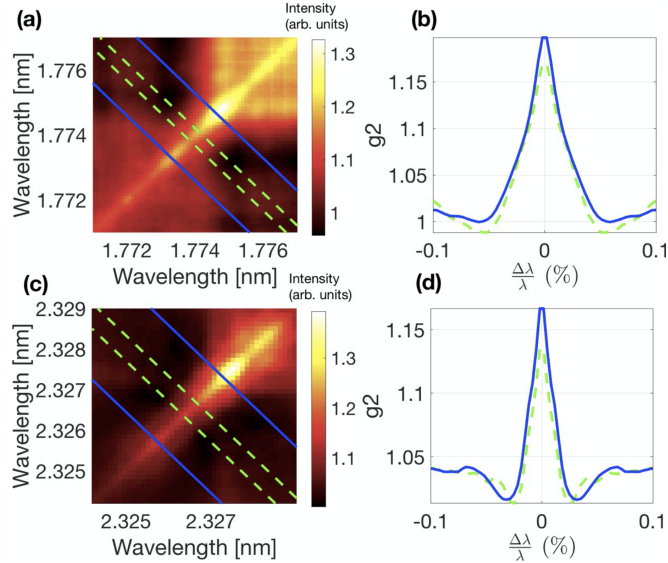 (a)
Intensity
(arb. units)
1.3
1.2
1.1
1
Wavelength [nm]
1.776
1.774
1.772
1.772 1.774 1.776
Wavelength [nm]
(b)
g2
1.15
1.1
1.05
1
-0.1 -0.05 0 0.05 0.1
Δλ/λ (%)
(c)
Intensity
(arb. units)
1.3
1.2
1.1
Wavelength [nm]
2.329
2.328
2.327
2.326
2.325
2.325 2.327
Wavelength [nm]
(d)
g2
1.15
1.1
1.05
-0.1 0 0.1
Δλ/λ (%)